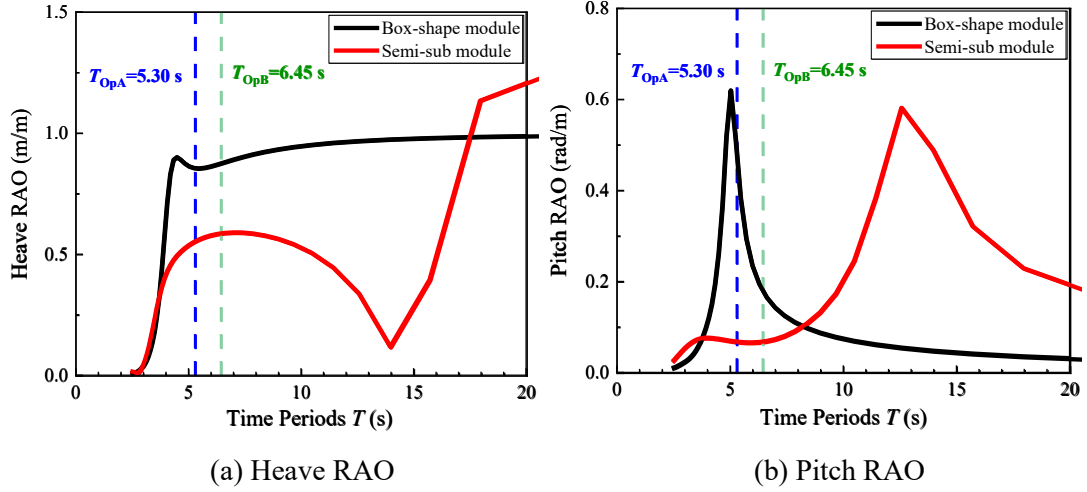 1.5
1.0
0.5
0.0
0
5
10
15
20
Heave RAO (m/m)
Time Periods T (s)
Box-shape module
Semi-sub module
T_OpA=5.30 s
T_OpB=6.45 s
(a) Heave RAO
0.8
0.6
0.4
0.2
0.0
0
5
10
15
20
Pitch RAO (rad/m)
Time Periods T (s)
Box-shape module
Semi-sub module
T_OpA=5.30 s
T_OpB=6.45 s
(b) Pitch RAO